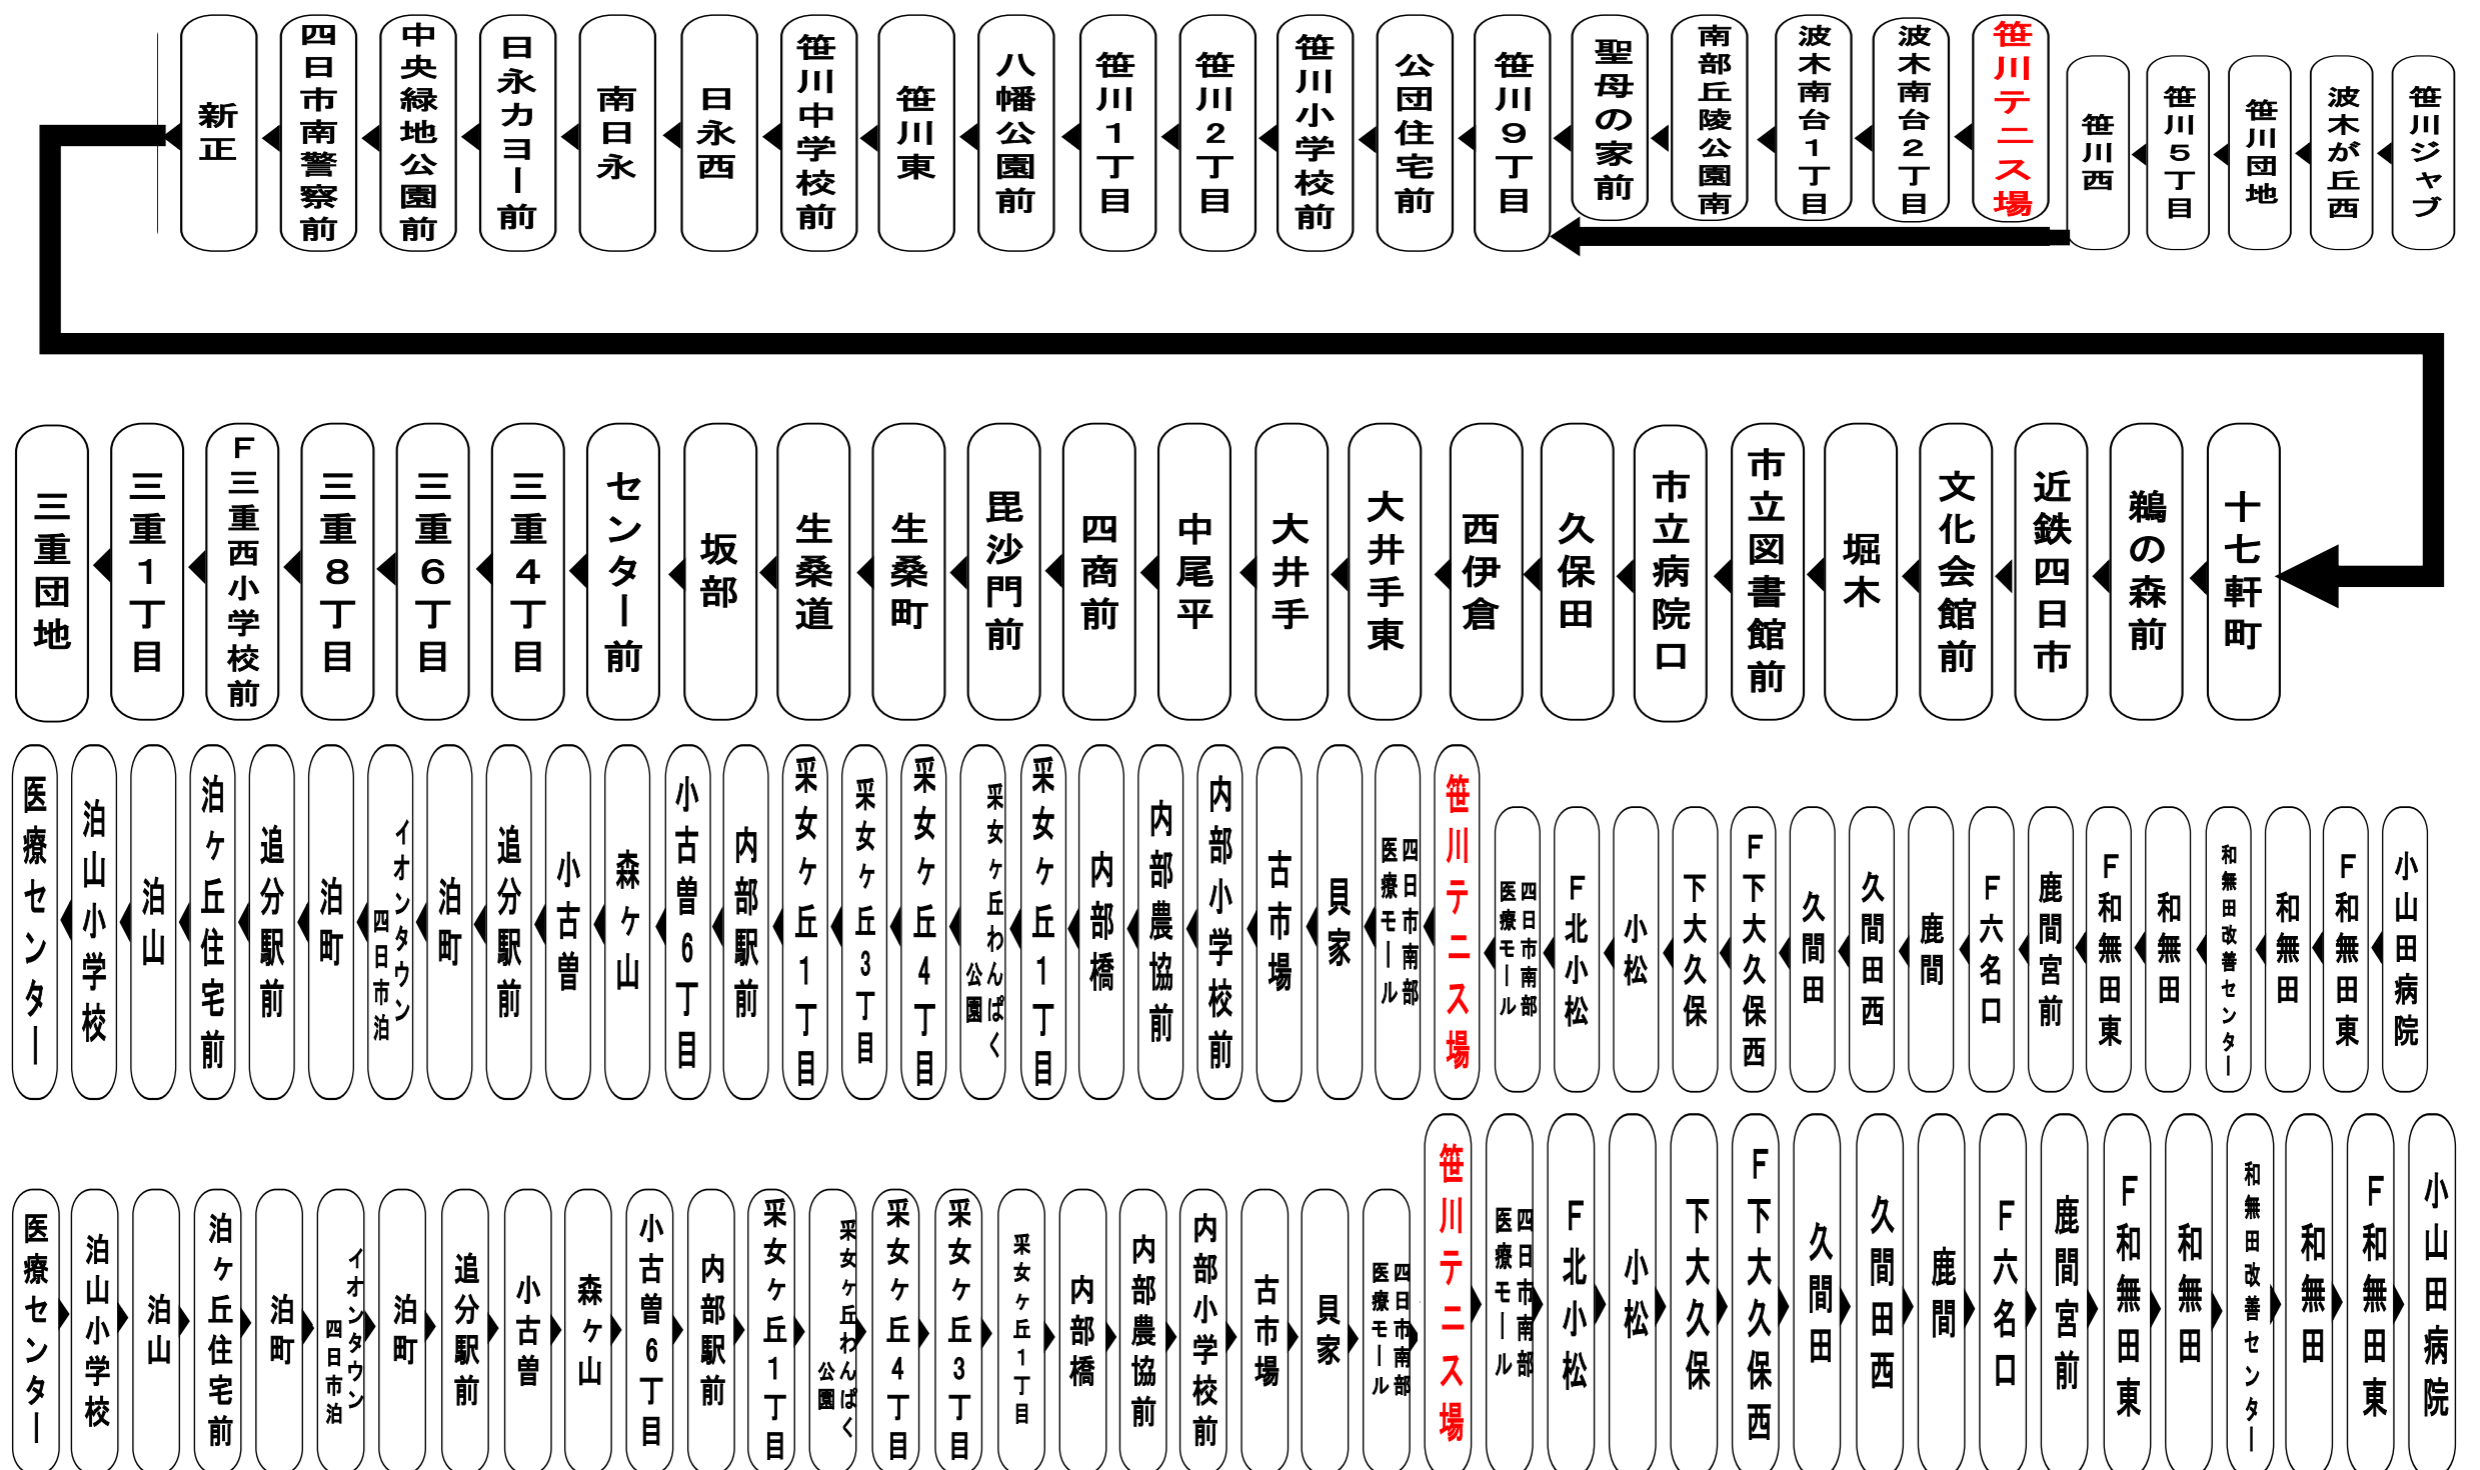 笹川ジャブ
波木が丘西
笹川団地
笹川5丁目
笹川西
笹川テニス場
波木南台2丁目
波木南台1丁目
南部丘陵公園南
聖母の家前
笹川9丁目
公団住宅前
笹川小学校前
笹川2丁目
笹川1丁目
八幡公園前
笹川東
笹川中学校前
日永西
南日永
日永カヨー前
中央緑地公園前
四日市南警察前
新正
十七軒町
鵜の森前
近鉄四日市
文化会館前
堀木
市立図書館前
市立病院口
久保田
西伊倉
大井手東
大井手
中尾平
四商前
毘沙門前
生桑町
生桑道
坂部
センター前
三重4丁目
三重6丁目
三重8丁目
F三重西小学校前
三重1丁目
三重団地
小山田病院
F和無田東
和無田
和無田改善センター
和無田
F和無田東
鹿間宮前
F六名口
鹿間
久間田西
久間田
F下大久保西
下大久保
小松
F北小松
四日市南部
医療モール
笹川テニス場
四日市南部
医療モール
貝家
古市場
内部小学校前
内部農協前
内部橋
采女ヶ丘1丁目
采女ヶ丘わんぱく
公園
采女ヶ丘4丁目
采女ヶ丘3丁目
采女ヶ丘1丁目
内部駅前
小古曽6丁目
森ヶ山
小古曽
追分駅前
泊町
イオンタウン
四日市泊
泊町
追分駅前
泊ヶ丘住宅前
泊山
泊山小学校
医療センター
医療センター
泊山小学校
泊山
泊ヶ丘住宅前
泊町
イオンタウン
四日市泊
泊町
追分駅前
小古曽
森ヶ山
小古曽6丁目
内部駅前
采女ヶ丘1丁目
采女ヶ丘わんぱく
公園
采女ヶ丘4丁目
采女ヶ丘3丁目
采女ヶ丘1丁目
内部橋
内部農協前
内部小学校前
古市場
貝家
四日市南部
医療モール
笹川テニス場
四日市南部
医療モール
F北小松
小松
下大久保
F下大久保西
久間田
久間田西
鹿間
F六名口
鹿間宮前
F和無田東
和無田
和無田改善センター
和無田
F和無田東
小山田病院